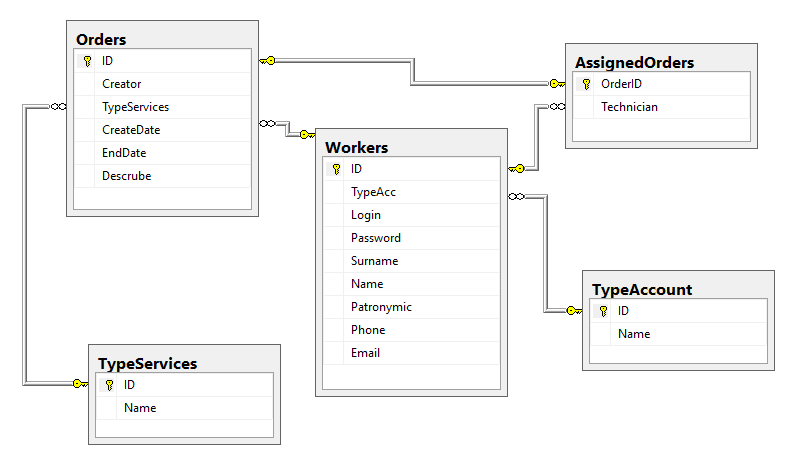 Orders
ID
Creator
TypeServices
CreateDate
EndDate
Descrube
AssignedOrders
OrderID
Technician
Workers
ID
TypeAcc
Login
Password
Surname
Name
Patronymic
Phone
Email
TypeAccount
ID
Name
TypeServices
ID
Name